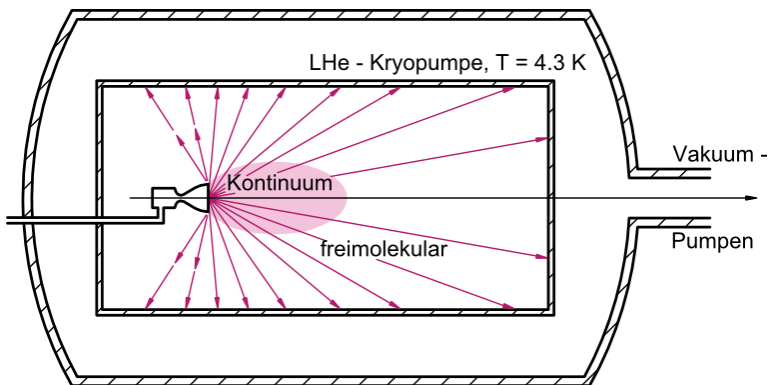 LHe - Kryopumpe, T = 4.3 K
Vakuum -
Kontinuum
Pumpen
freimolekular